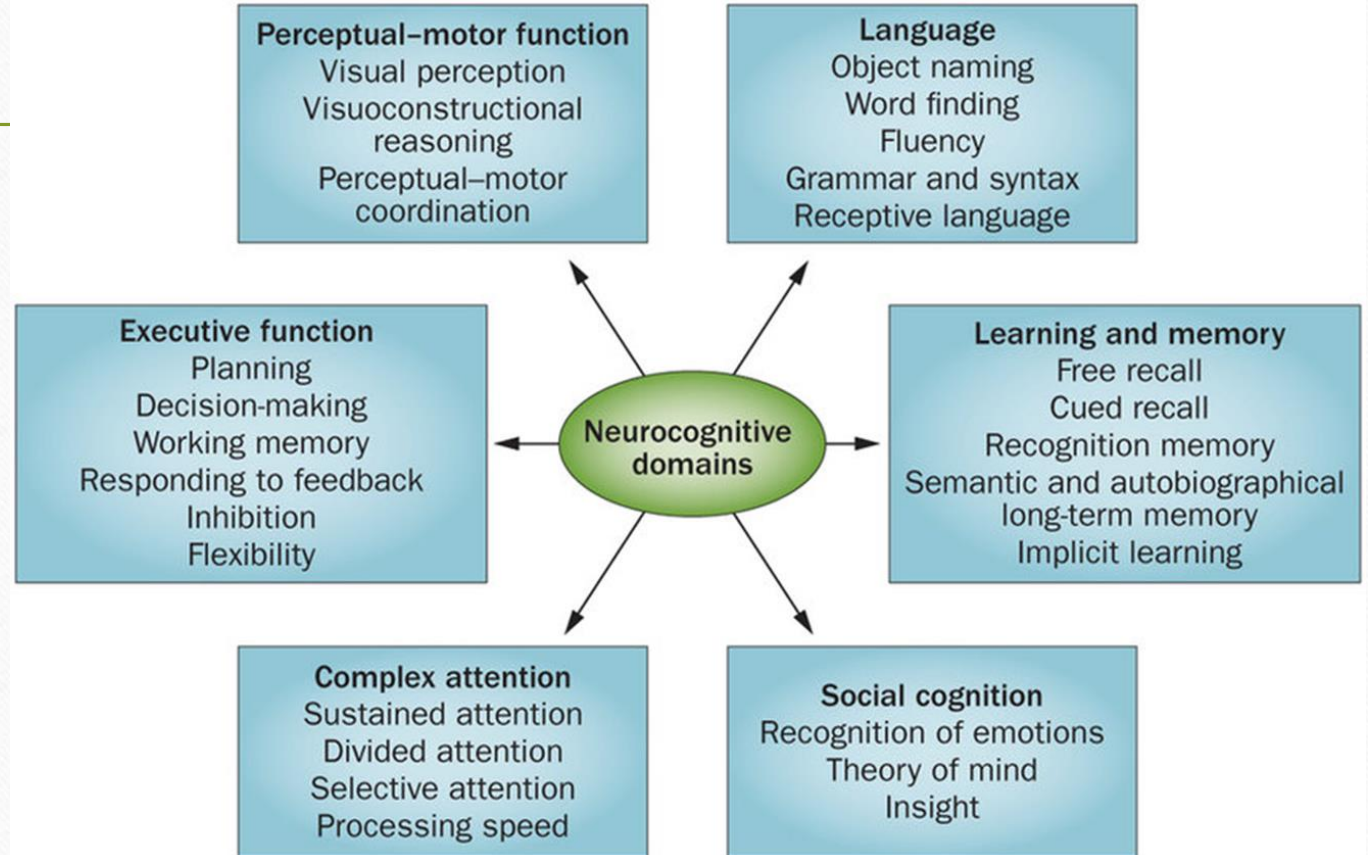 Perceptual–motor function
Visual perception
Visuoconstructional
reasoning
Perceptual–motor
coordination
Language
Object naming
Word finding
Fluency
Grammar and syntax
Receptive language
Executive function
Planning
Decision-making
Working memory
Responding to feedback
Inhibition
Flexibility
Neurocognitive
domains
Learning and memory
Free recall
Cued recall
Recognition memory
Semantic and autobiographical
long-term memory
Implicit learning
Complex attention
Sustained attention
Divided attention
Selective attention
Processing speed
Social cognition
Recognition of emotions
Theory of mind
Insight